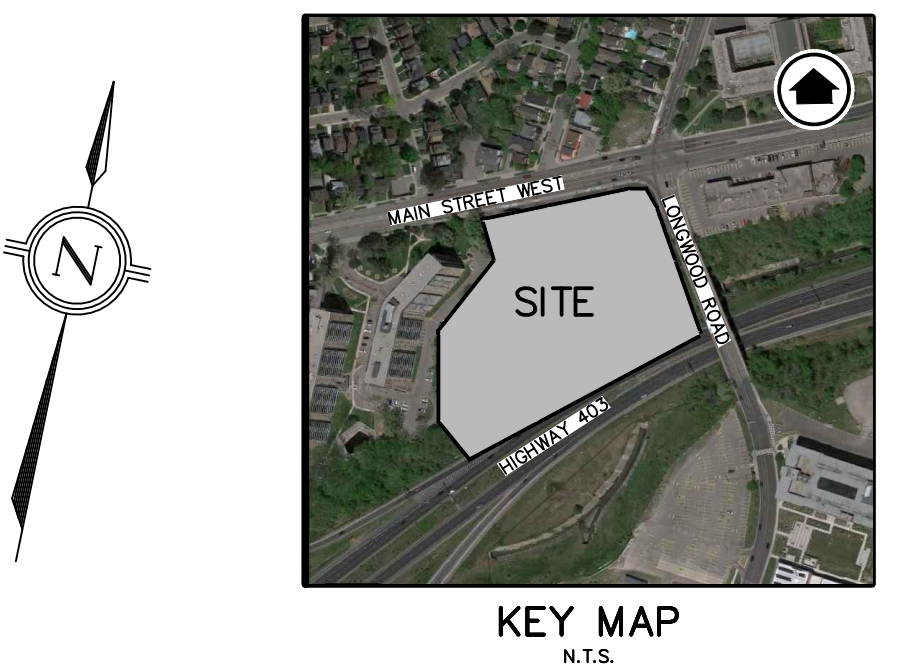 N
MAIN STREET WEST
LONGWOOD ROAD
SITE
HIGHWAY 403
KEY MAP
N.T.S.